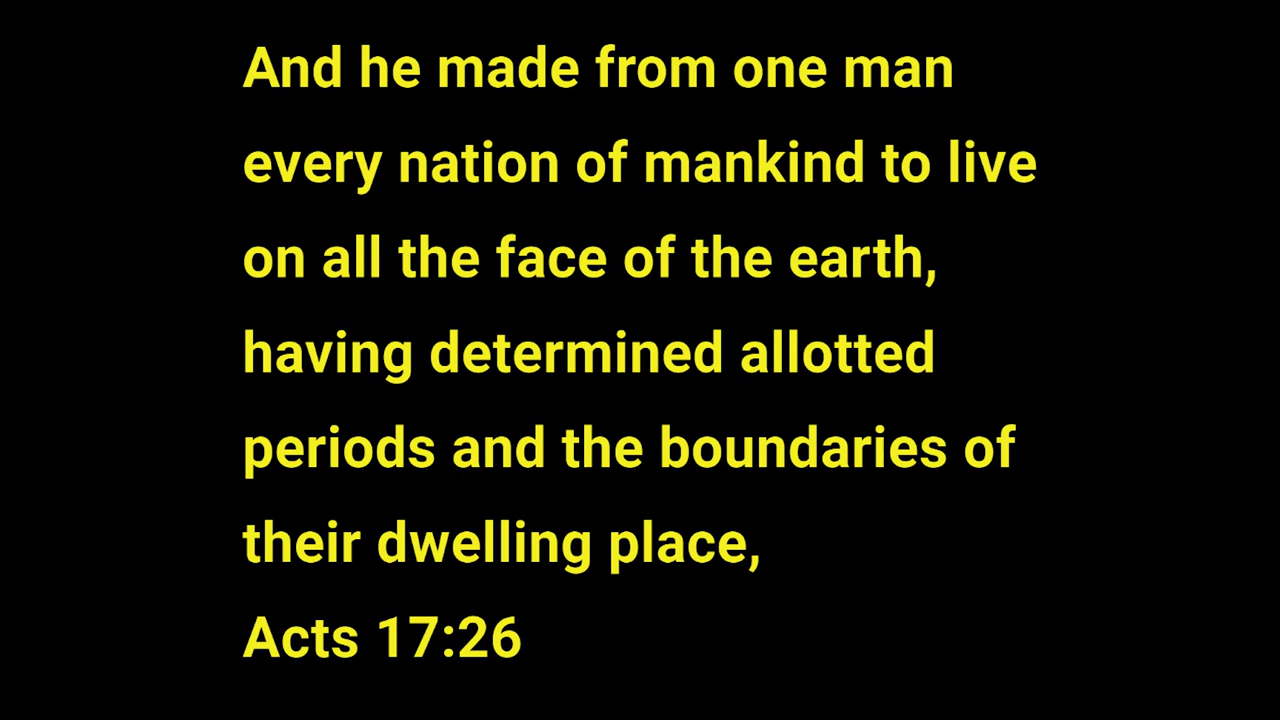 And he made from one man
every nation of mankind to live
on all the face of the earth,
having determined allotted
periods and the boundaries of
their dwelling place,
Acts 17:26